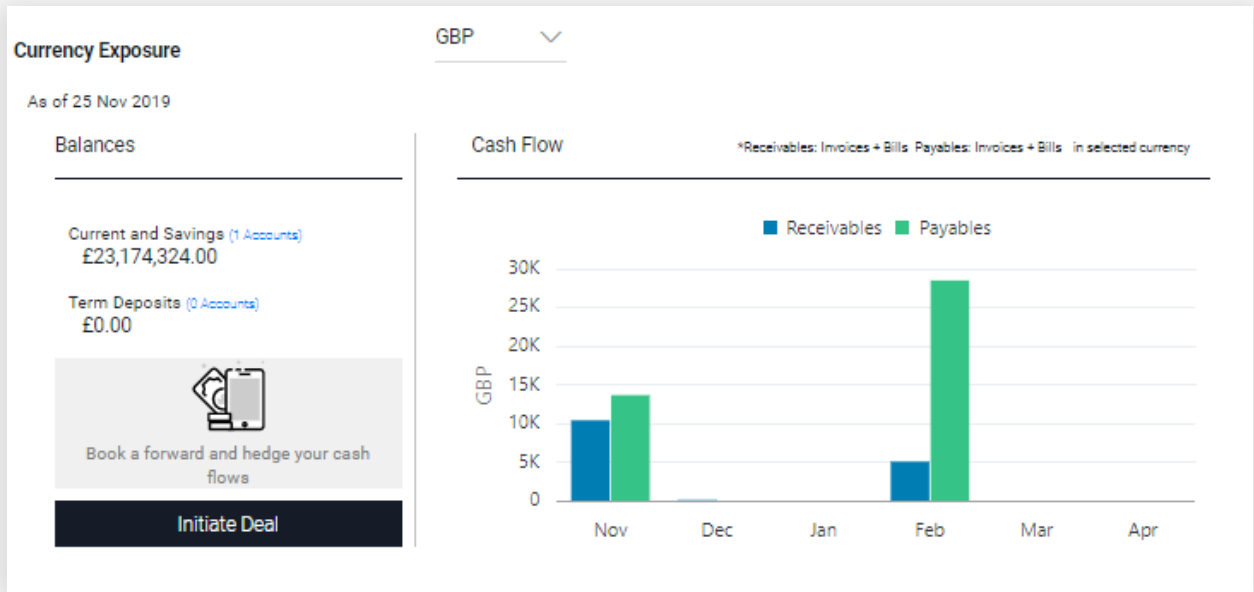 Currency Exposure
GBP
As of 25 Nov 2019
Balances
Current and Savings (1 Accounts)
£23,174,324.00
Term Deposits (0 Accounts)
£0.00
Book a forward and hedge your cash
flows
Initiate Deal
Cash Flow
*Receivables: Invoices + Bills Payables: Invoices + Bills in selected currency
Receivables Payables
30K
25K
20K
15K
10K
5K
0
GBP
Nov Dec Jan Feb Mar Apr